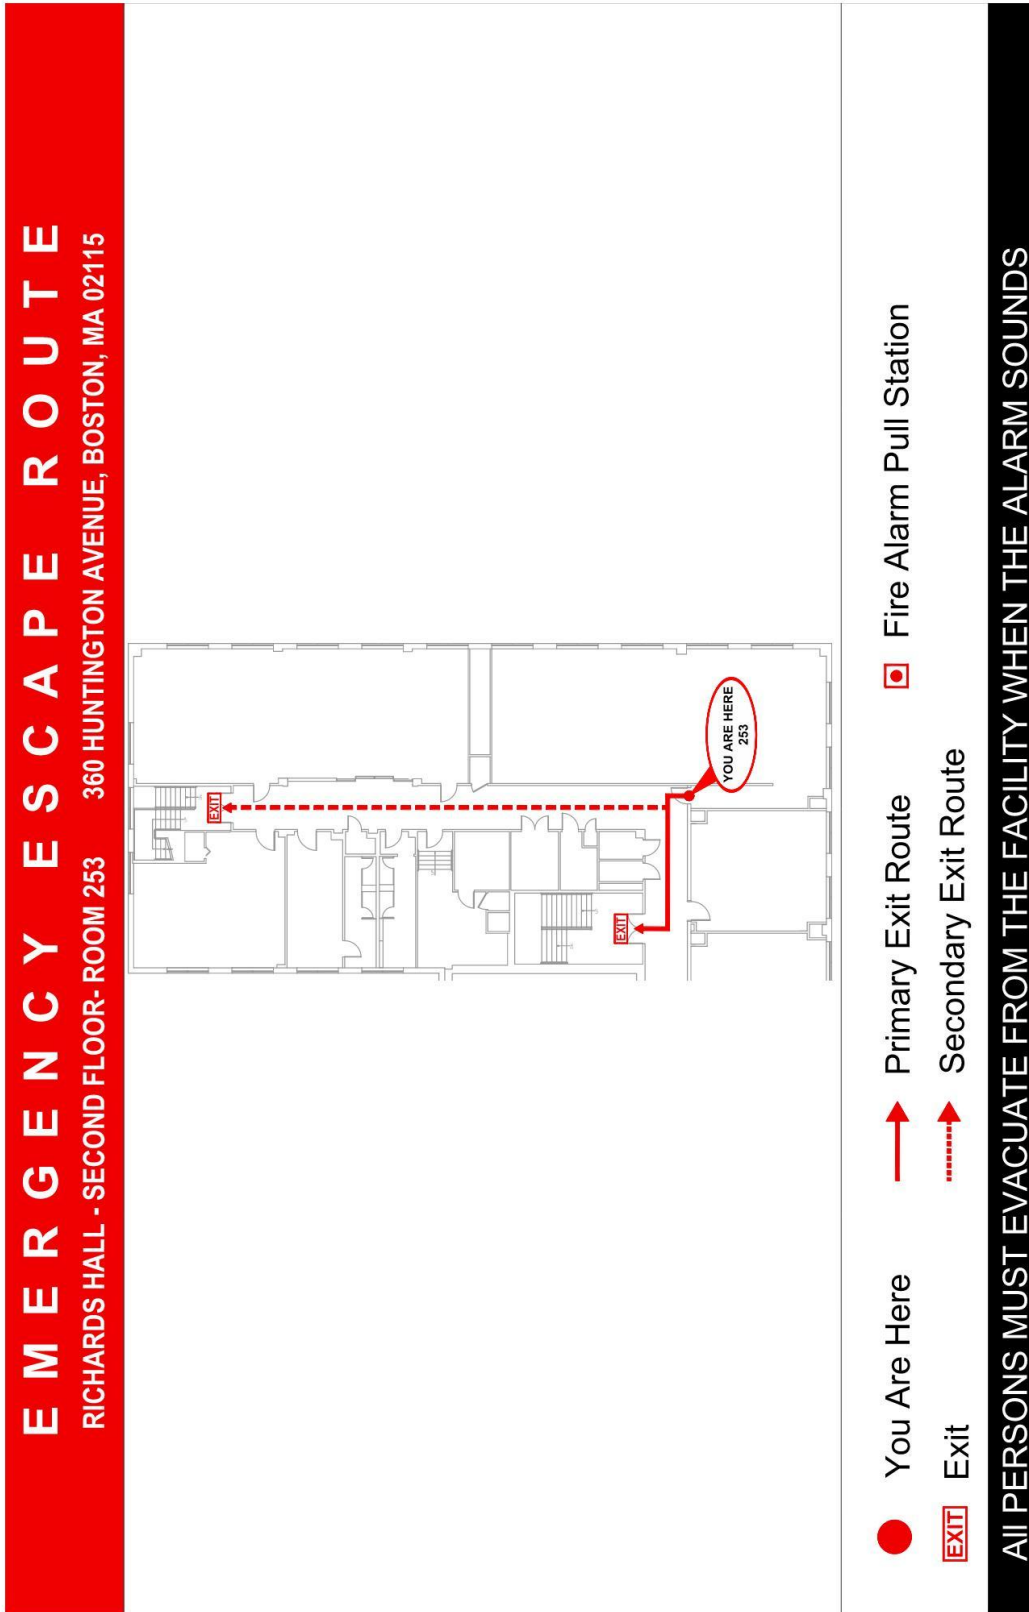 EMERGENCY ESCAPE ROUTE
RICHARDS HALL - SECOND FLOOR- ROOM 253 360 HUNTINGTON AVENUE, BOSTON, MA 02115
EXIT
EXIT
YOU ARE HERE
253
You Are Here
Primary Exit Route
Fire Alarm Pull Station
EXIT Exit
Secondary Exit Route
All PERSONS MUST EVACUATE FROM THE FACILITY WHEN THE ALARM SOUNDS